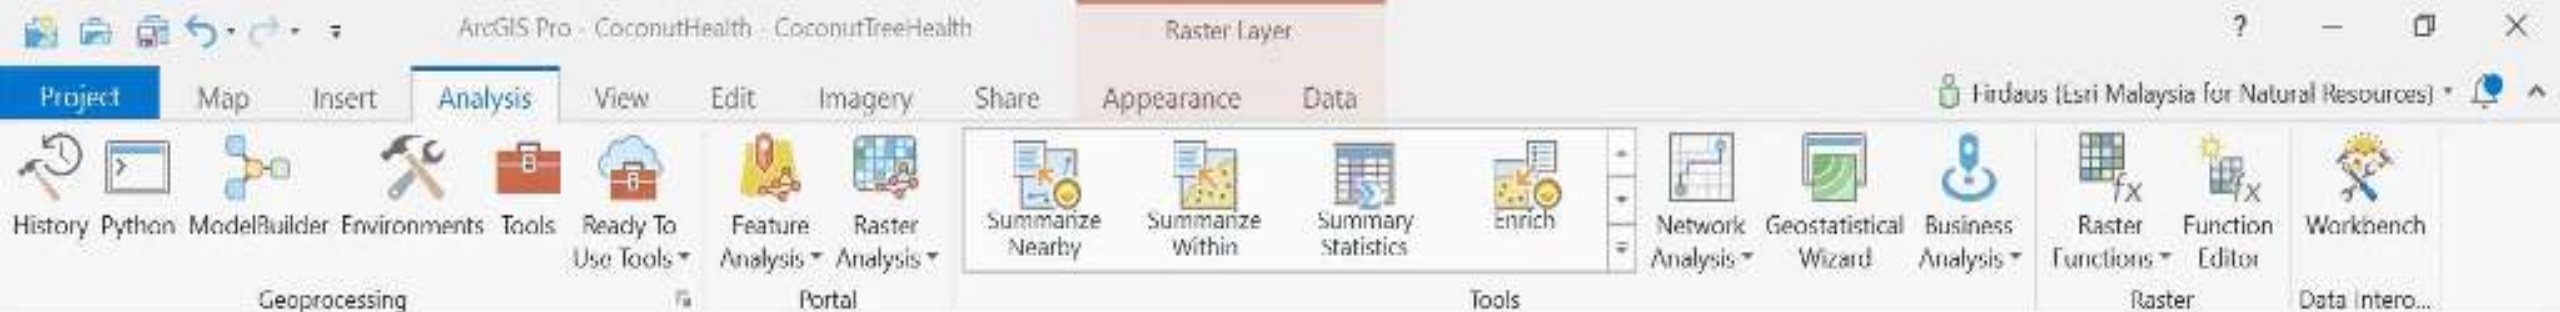 ArcGIS Pro - CoconutHealth - CoconutTreeHealth
Raster Layer
?
Project Map Insert Analysis View Edit Imagery Share Appearance Data
Firdaus (Esri Malaysia for Natural Resources)
History Python ModelBuilder Environments Tools Ready To Use Tools
Geoprocessing
Feature Analysis Raster Analysis
Portal
Summarize Nearby Summarize Within Summary Statistics Enrich
Network Analysis Geostatistical Wizard Business Analysis
Tools
Raster Functions Function Editor
Raster
Workbench
Data Intero...